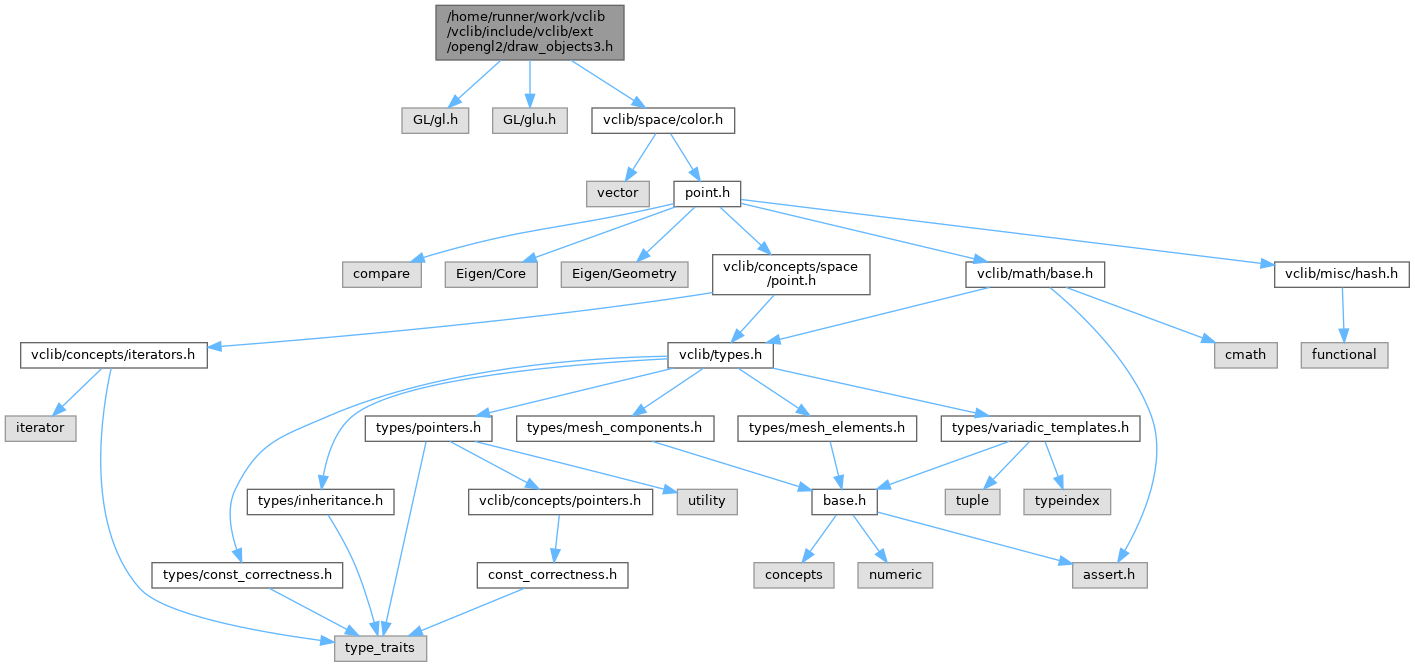 /home/runner/work/vclib
/vclib/include/vclib/ext
/opengl2/draw_objects3.h
GL/gl.h
GL/glu.h
vclib/space/color.h
vector
point.h
compare
Eigen/Core
Eigen/Geometry
vclib/concepts/space
/point.h
vclib/math/base.h
vclib/misc/hash.h
vclib/concepts/iterators.h
vclib/types.h
cmath
functional
iterator
types/pointers.h
types/mesh_components.h
types/mesh_elements.h
types/variadic_templates.h
types/inheritance.h
vclib/concepts/pointers.h
utility
base.h
tuple
typeindex
types/const_correctness.h
const_correctness.h
concepts
numeric
assert.h
type_traits